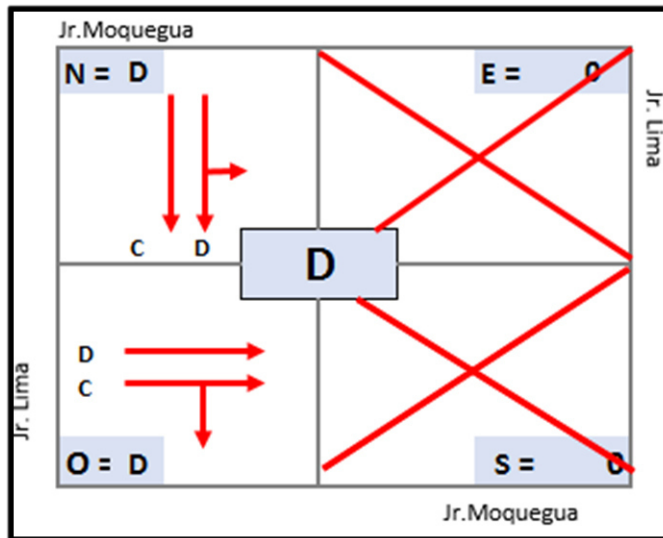 Jr.Moquegua
N = D
E = 0
Jr. Lima
C D
D
D
C
Jr. Lima
O = D
S = 0
Jr.Moquegua